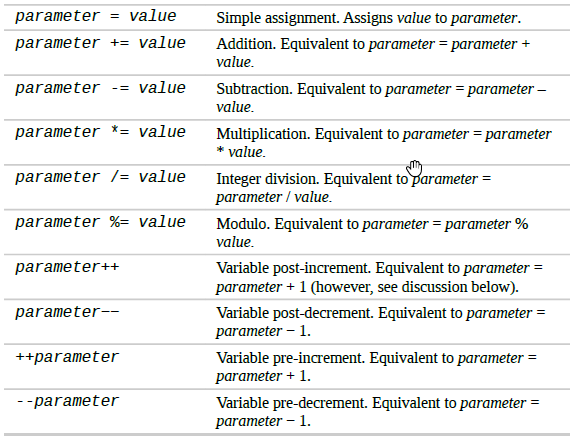 parameter = value Simple assignment. Assigns value to parameter.
parameter += value Addition. Equivalent to parameter = parameter +
value.
parameter -= value Subtraction. Equivalent to parameter = parameter –
value.
parameter *= value Multiplication. Equivalent to parameter = parameter
* value.
parameter /= value Integer division. Equivalent to parameter =
parameter / value.
parameter %= value Modulo. Equivalent to parameter = parameter %
value.
parameter++ Variable post-increment. Equivalent to parameter =
parameter + 1 (however, see discussion below).
parameter−− Variable post-decrement. Equivalent to parameter =
parameter − 1.
++parameter Variable pre-increment. Equivalent to parameter =
parameter + 1.
--parameter Variable pre-decrement. Equivalent to parameter =
parameter − 1.